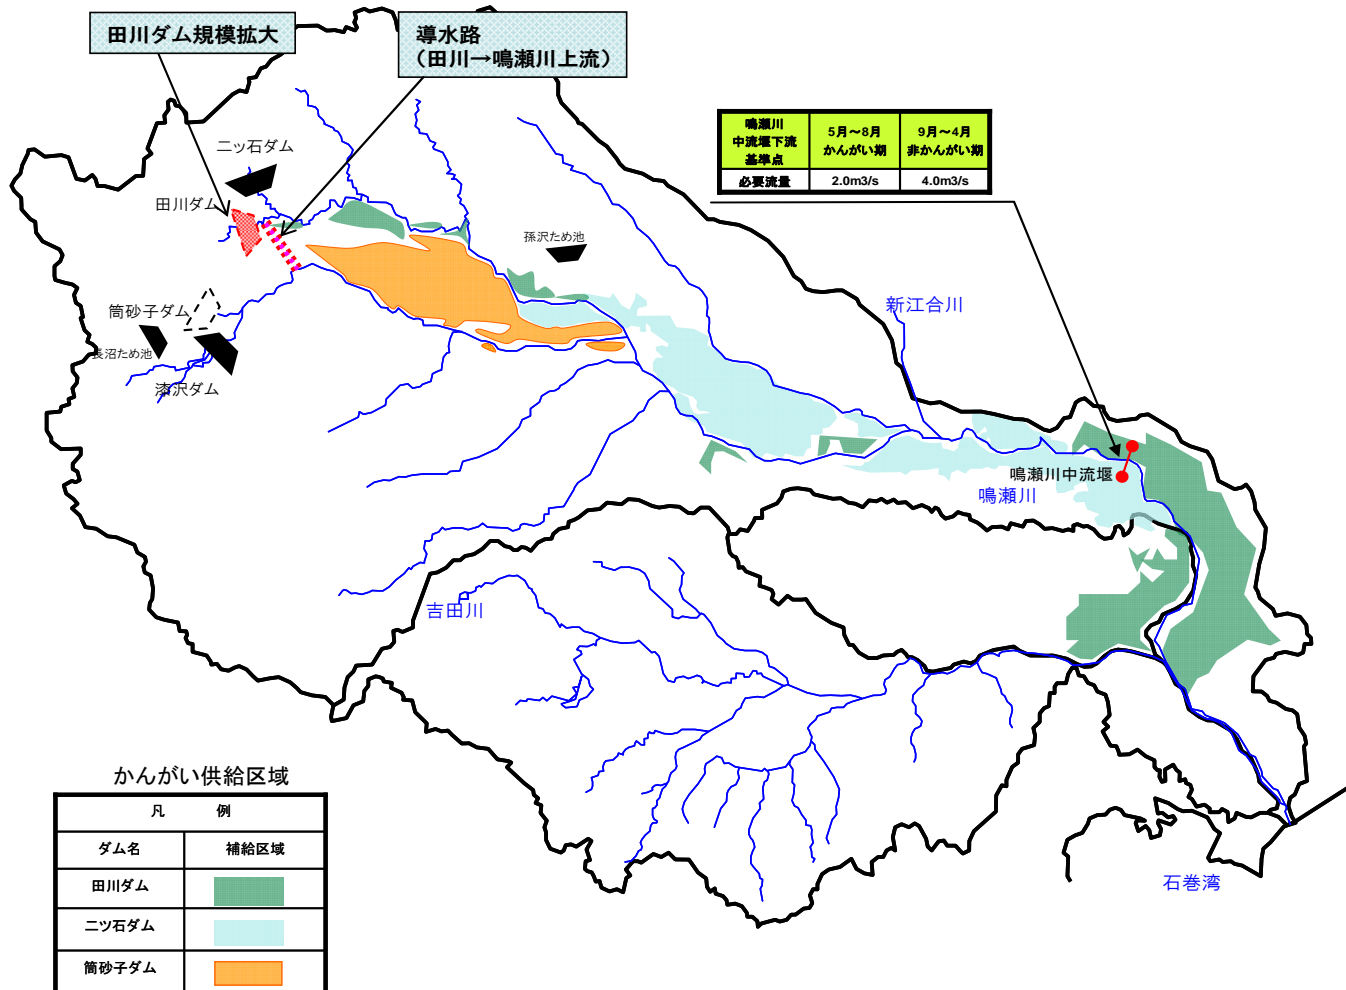 田川ダム規模拡大
導水路
（田川→鳴瀬川上流）
鳴瀬川
中流堰下流
基準点
5月～8月
かんがい期
9月～4月
非かんがい期
必要流量
2.0m3/s
4.0m3/s
二ッ石ダム
田川ダム
孫沢ため池
筒砂子ダム
長沼ため池
漆沢ダム
新江合川
鳴瀬川中流堰
鳴瀬川
吉田川
石巻湾
かんがい供給区域
凡　例
ダム名
補給区域
田川ダム
二ツ石ダム
筒砂子ダム